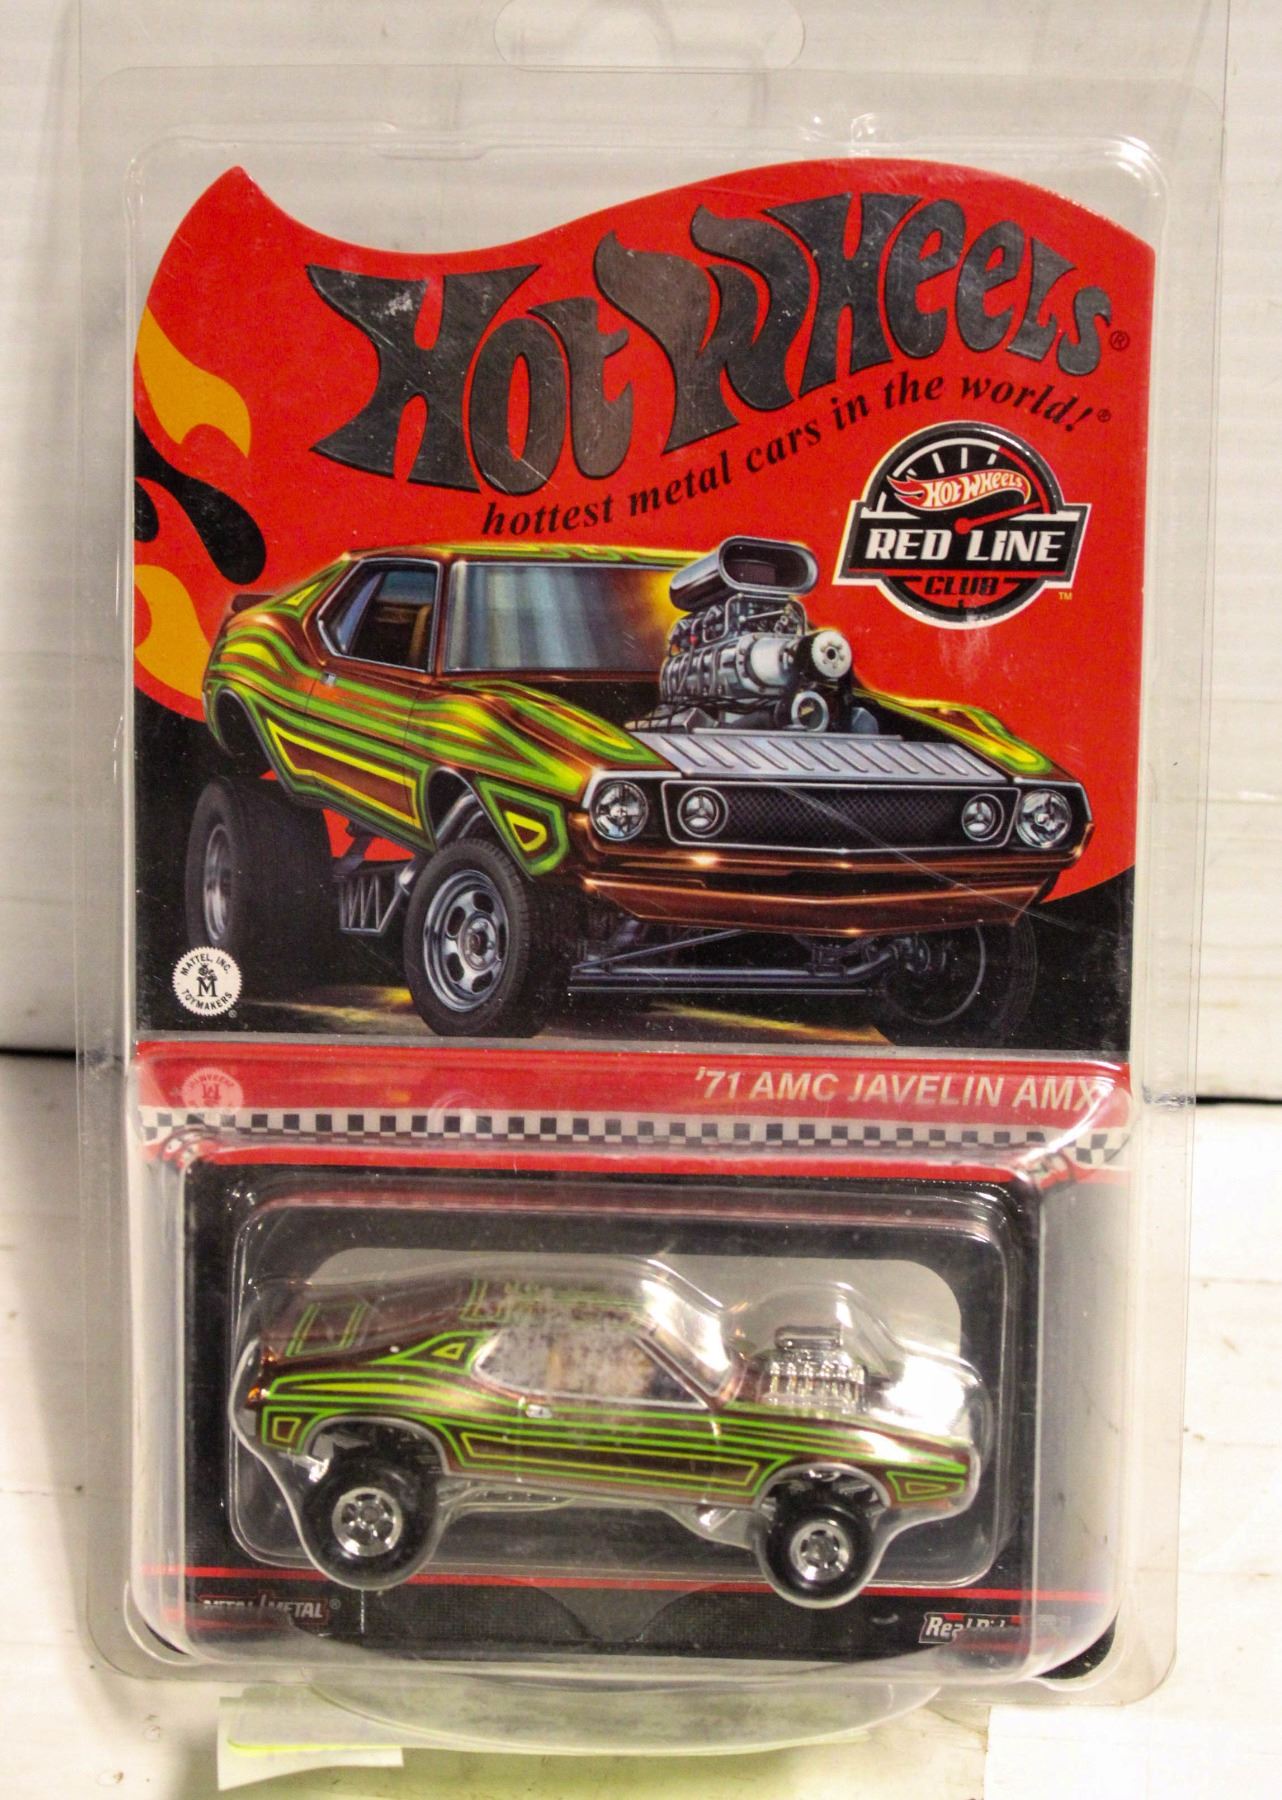 Hot Wheels®
hottest metal cars in the world!®
Hot Wheels
RED LINE
CLUB
TM
MATTEL, INC.
M
TOYMAKERS
®
'71 AMC JAVELIN AMX
METAL/METAL®